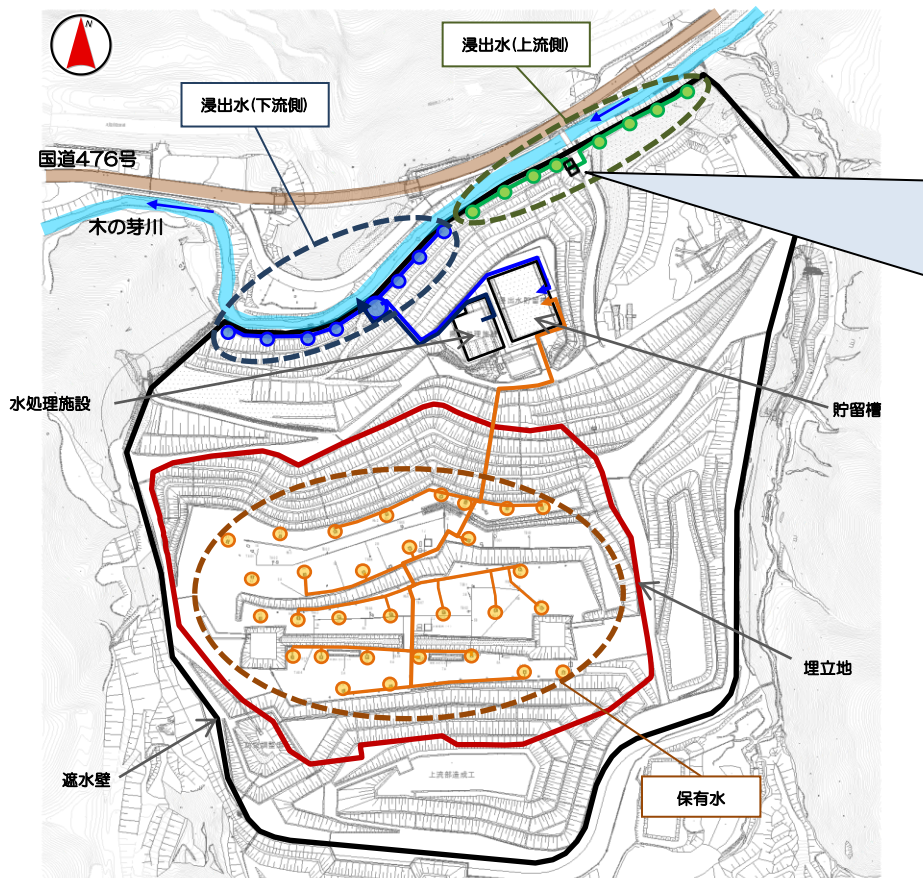 N
浸出水(上流側)
浸出水(下流側)
国道476号
木の芽川
水処理施設
貯留槽
埋立地
遮水壁
上流部造成工
保有水